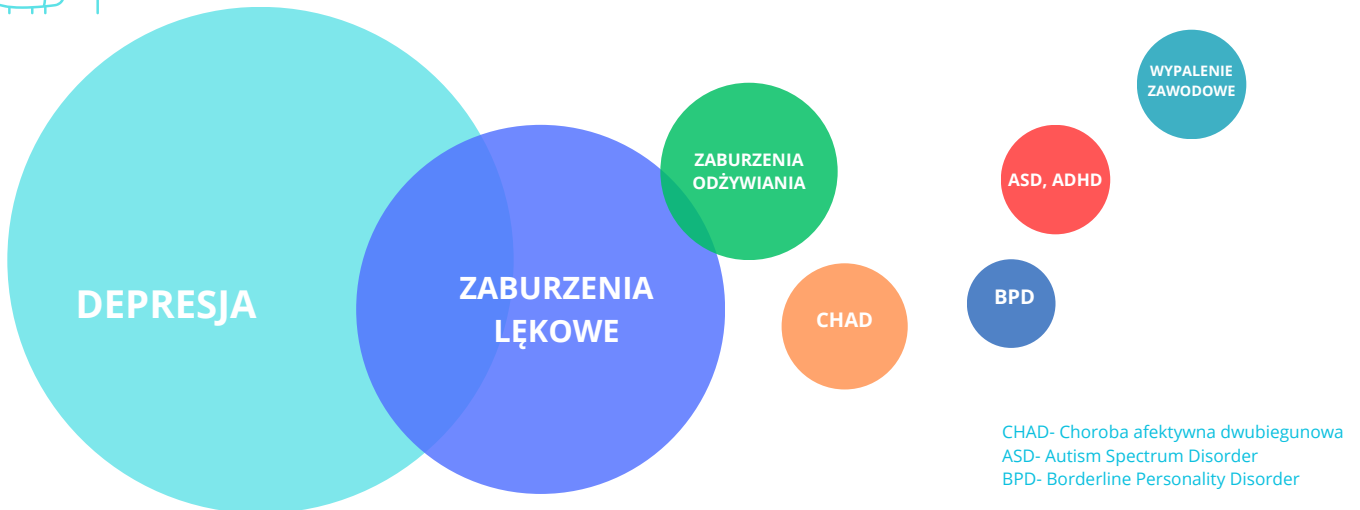 DEPRESJA
ZABURZENIA
LĘKOWE
ZABURZENIA
ODŻYWIANIA
CHAD
BPD
ASD, ADHD
WYPALENIE
ZAWODOWE
CHAD- Choroba afektywna dwubiegunowa
ASD- Autism Spectrum Disorder
BPD- Borderline Personality Disorder